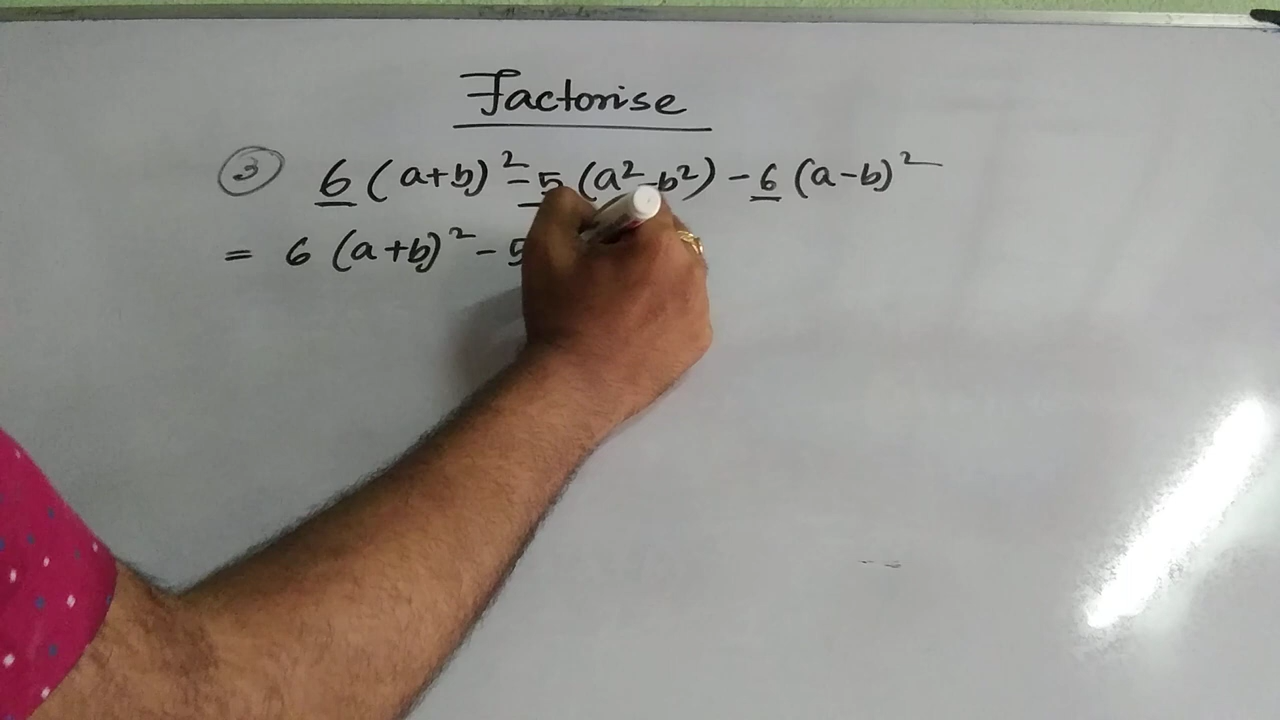 Factorise
③ 6(a+b)² - 5(a² - b²) - 6(a-b)²
= 6(a+b)² - 5